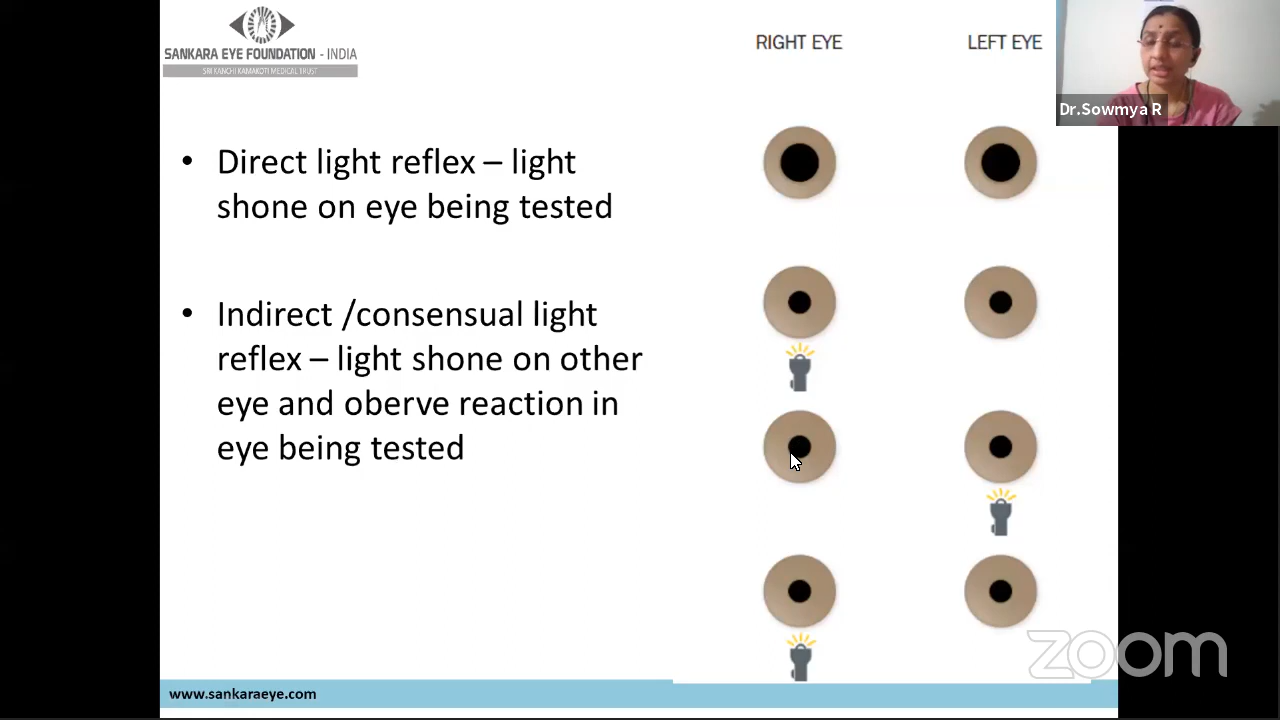 SANKARA EYE FOUNDATION - INDIA
SRI KANCHI KAMAKOTI MEDICAL TRUST
RIGHT EYE
LEFT EYE
Dr.Sowmya R
• Direct light reflex – light
shone on eye being tested
• Indirect /consensual light
reflex – light shone on other
eye and oberve reaction in
eye being tested
zoom
www.sankaraeye.com